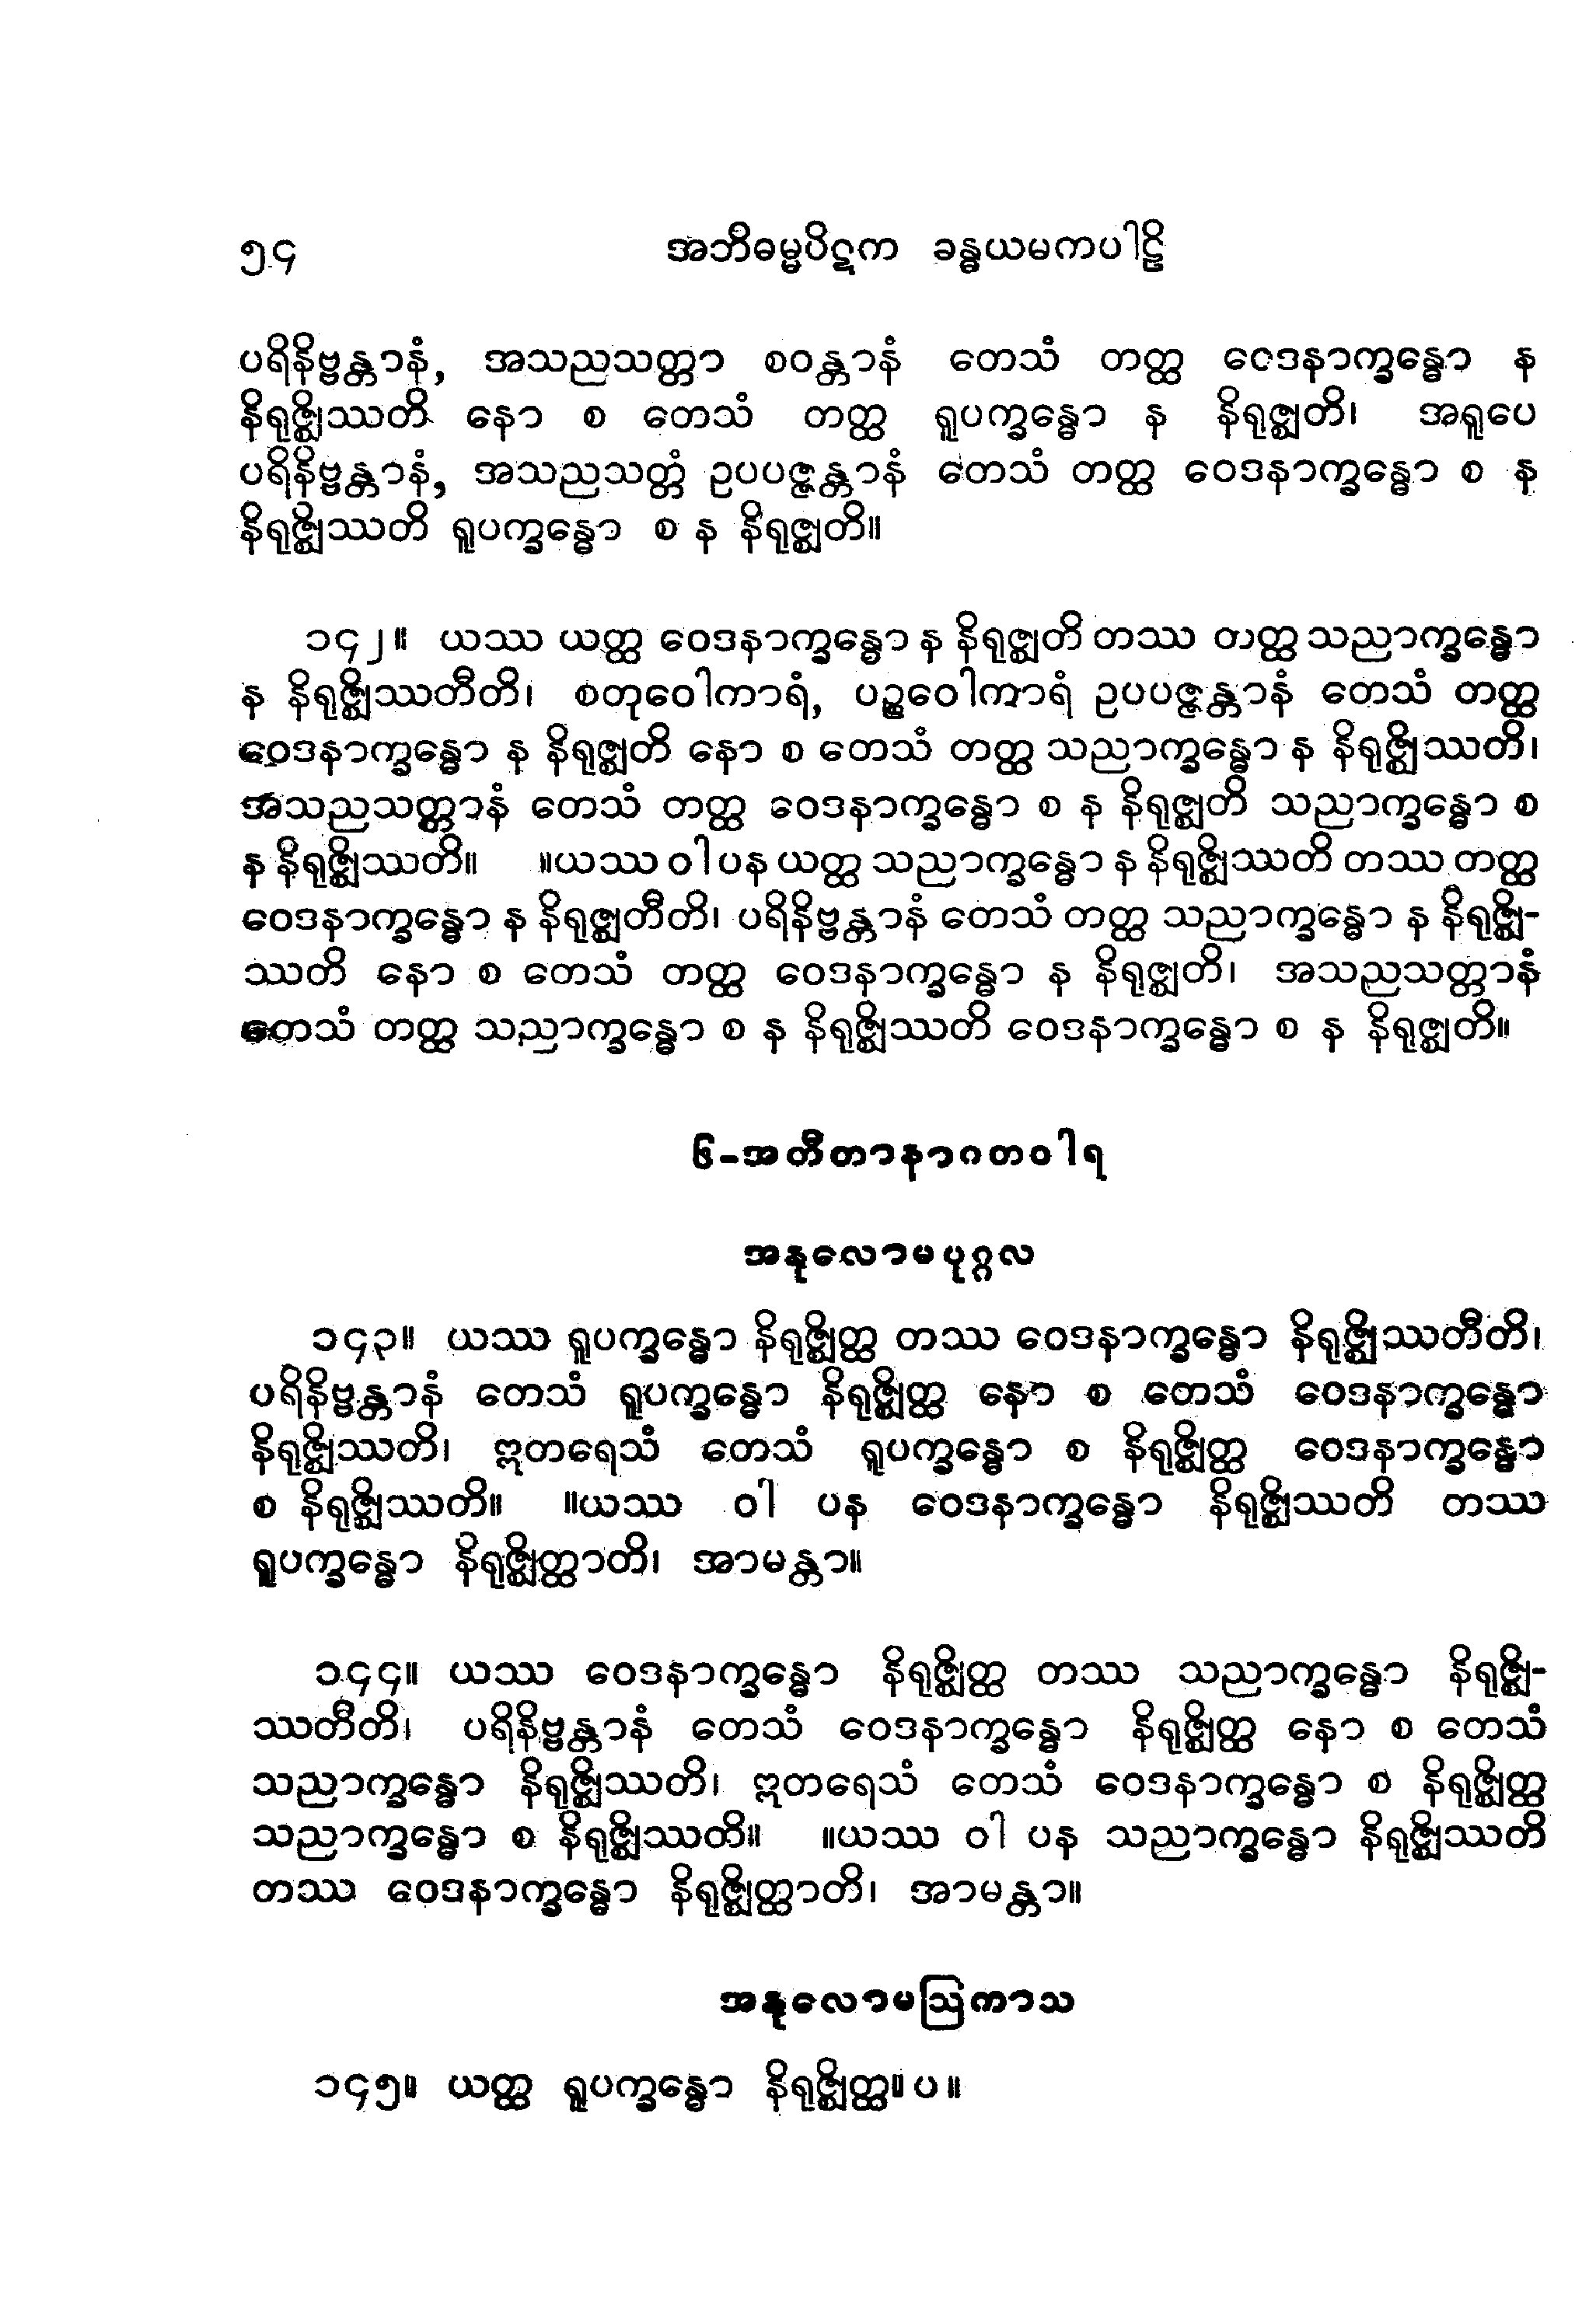 ၅၄ အဘိဓမ္မပိဋက ခန္ဓယမကပါဠိ
ပရိနိဗ္ဗန္တာနံ, အသညသတ္တာ စဝန္တာနံ တေသံ တတ္ထ ဝေဒနာက္ခန္ဓော န
နိရုဇ္ဈိဿတိ နော စ တေသံ တတ္ထ ရူပက္ခန္ဓော န နိရုဇ္ဈတိ၊ အရူပေ
ပရိနိဗ္ဗန္တာနံ, အသညသတ္တံ ဥပပဇ္ဇန္တာနံ တေသံ တတ္ထ ဝေဒနာက္ခန္ဓော စ န
နိရုဇ္ဈိဿတိ ရူပက္ခန္ဓော စ န နိရုဇ္ဈတိ။
၁၄၂။ ယဿ ယတ္ထ ဝေဒနာက္ခန္ဓော န နိရုဇ္ဈတိ တဿ တတ္ထ သညာက္ခန္ဓော
န နိရုဇ္ဈိဿတီတိ၊ စတုဝေါကာရံ, ပဉ္စဝေါကာရံ ဥပပဇ္ဇန္တာနံ တေသံ တတ္ထ
ဝေဒနာက္ခန္ဓော န နိရုဇ္ဈတိ နော စ တေသံ တတ္ထ သညာက္ခန္ဓော န နိရုဇ္ဈိဿတိ၊
အသညသတ္တာနံ တေသံ တတ္ထ ဝေဒနာက္ခန္ဓော စ န နိရုဇ္ဈတိ သညာက္ခန္ဓော စ
န နိရုဇ္ဈိဿတိ။ ။ယဿ ဝါ ပန ယတ္ထ သညာက္ခန္ဓော န နိရုဇ္ဈိဿတိ တဿ တတ္ထ
ဝေဒနာက္ခန္ဓော န နိရုဇ္ဈတီတိ၊ ပရိနိဗ္ဗန္တာနံ တေသံ တတ္ထ သညာက္ခန္ဓော န နိရုဇ္ဈိ-
ဿတိ နော စ တေသံ တတ္ထ ဝေဒနာက္ခန္ဓော န နိရုဇ္ဈတိ၊ အသညသတ္တာနံ
တေသံ တတ္ထ သညာက္ခန္ဓော စ န နိရုဇ္ဈိဿတိ ဝေဒနာက္ခန္ဓော စ န နိရုဇ္ဈတိ။
၆-အတီတာနာဂတဝါရ
အနုလောမပုဂ္ဂလ
၁၄၃။ ယဿ ရူပက္ခန္ဓော နိရုဇ္ဈိတ္ထ တဿ ဝေဒနာက္ခန္ဓော နိရုဇ္ဈိဿတီတိ၊
ပရိနိဗ္ဗန္တာနံ တေသံ ရူပက္ခန္ဓော နိရုဇ္ဈိတ္ထ နော စ တေသံ ဝေဒနာက္ခန္ဓော
နိရုဇ္ဈိဿတိ၊ ဣတရေသံ တေသံ ရူပက္ခန္ဓော စ နိရုဇ္ဈိတ္ထ ဝေဒနာက္ခန္ဓော
စ နိရုဇ္ဈိဿတိ။ ။ယဿ ဝါ ပန ဝေဒနာက္ခန္ဓော နိရုဇ္ဈိဿတိ တဿ
ရူပက္ခန္ဓော နိရုဇ္ဈိတ္ထာတိ၊ အာမန္တာ။
၁၄၄။ ယဿ ဝေဒနာက္ခန္ဓော နိရုဇ္ဈိတ္ထ တဿ သညာက္ခန္ဓော နိရုဇ္ဈိ-
ဿတီတိ၊ ပရိနိဗ္ဗန္တာနံ တေသံ ဝေဒနာက္ခန္ဓော နိရုဇ္ဈိတ္ထ နော စ တေသံ
သညာက္ခန္ဓော နိရုဇ္ဈိဿတိ၊ ဣတရေသံ တေသံ ဝေဒနာက္ခန္ဓော စ နိရုဇ္ဈိတ္ထ
သညာက္ခန္ဓော စ နိရုဇ္ဈိဿတိ။ ။ယဿ ဝါ ပန သညာက္ခန္ဓော နိရုဇ္ဈိဿတိ
တဿ ဝေဒနာက္ခန္ဓော နိရုဇ္ဈိတ္ထာတိ၊ အာမန္တာ။
အနုလောမဩကာသ
၁၄၅။ ယတ္ထ ရူပက္ခန္ဓော နိရုဇ္ဈိတ္ထ။ပ။